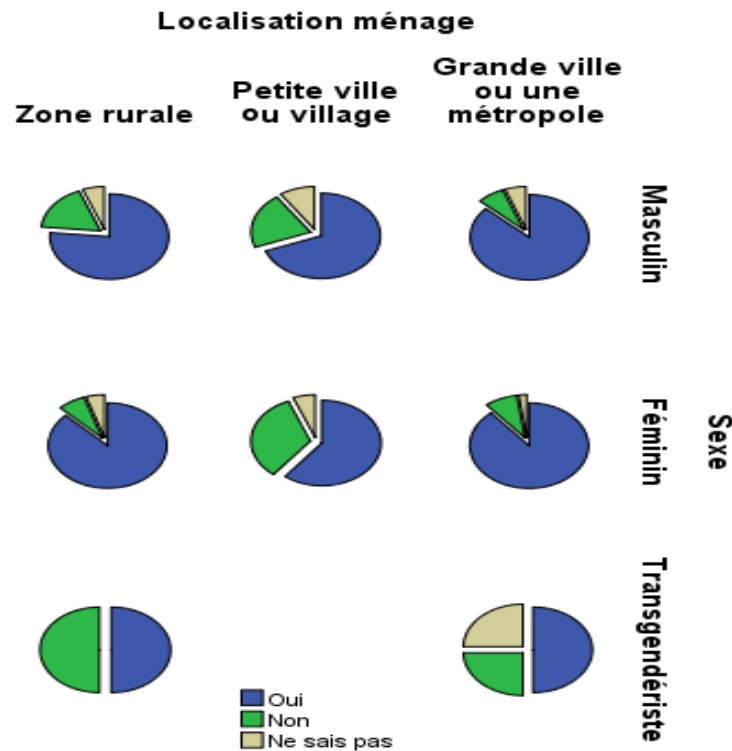 Localisation ménage
Zone rurale
Petite ville
ou village
Grande ville
ou une
métropole
Masculin
Féminin
Transgendériste
Sexe
Oui
Non
Ne sais pas